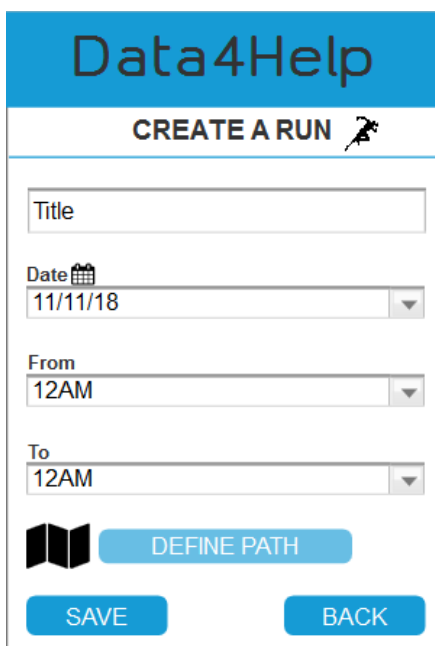 Data4Help
CREATE A RUN
Title
Date
11/11/18
From
12AM
To
12AM
DEFINE PATH
SAVE
BACK